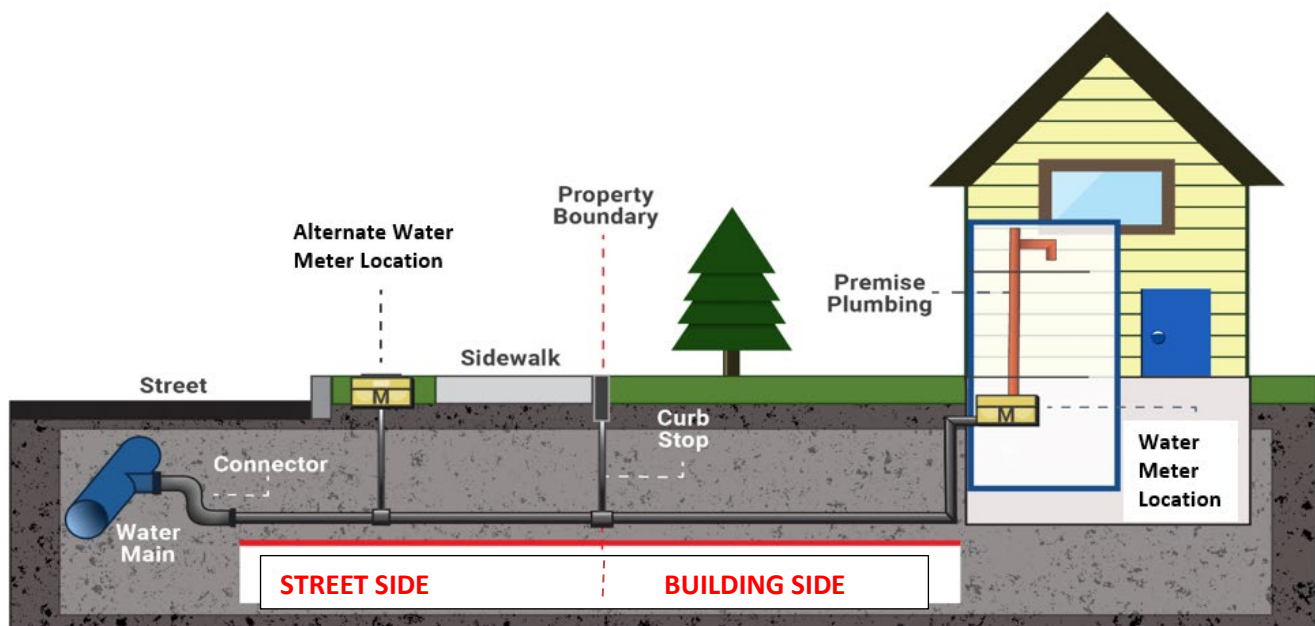 Property
Boundary
Alternate Water
Meter Location
Premise
Plumbing
Sidewalk
Street
M
M
Curb
Stop
Connector
Water
Meter
Location
Water
Main
STREET SIDE
BUILDING SIDE